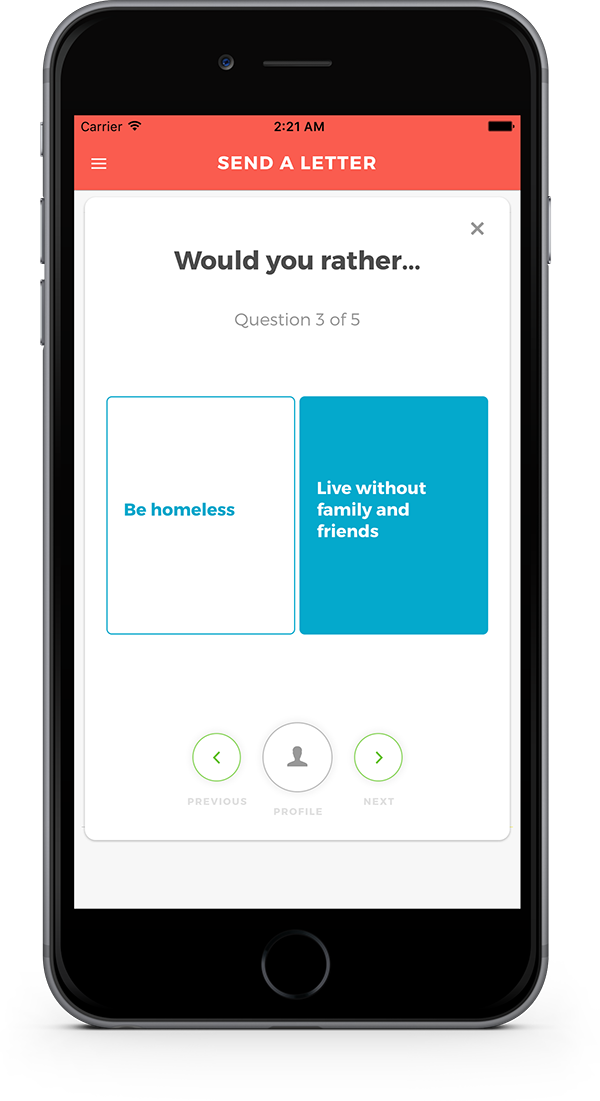 Carrier 2:21 AM
SEND A LETTER
Would you rather...
Question 3 of 5
Be homeless
Live without
family and
friends
PREVIOUS
PROFILE
NEXT